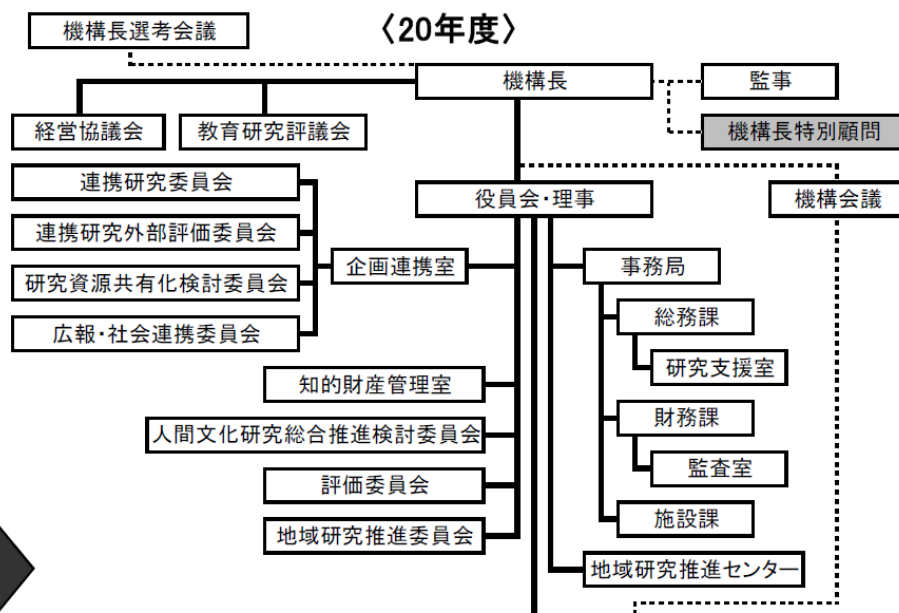 機構長選考会議
〈20年度〉
機構長
監事
経営協議会
教育研究評議会
機構長特別顧問
連携研究委員会
役員会・理事
機構会議
連携研究外部評価委員会
企画連携室
事務局
研究資源共有化検討委員会
総務課
広報・社会連携委員会
研究支援室
知的財産管理室
財務課
人間文化研究総合推進検討委員会
監査室
評価委員会
施設課
地域研究推進委員会
地域研究推進センター